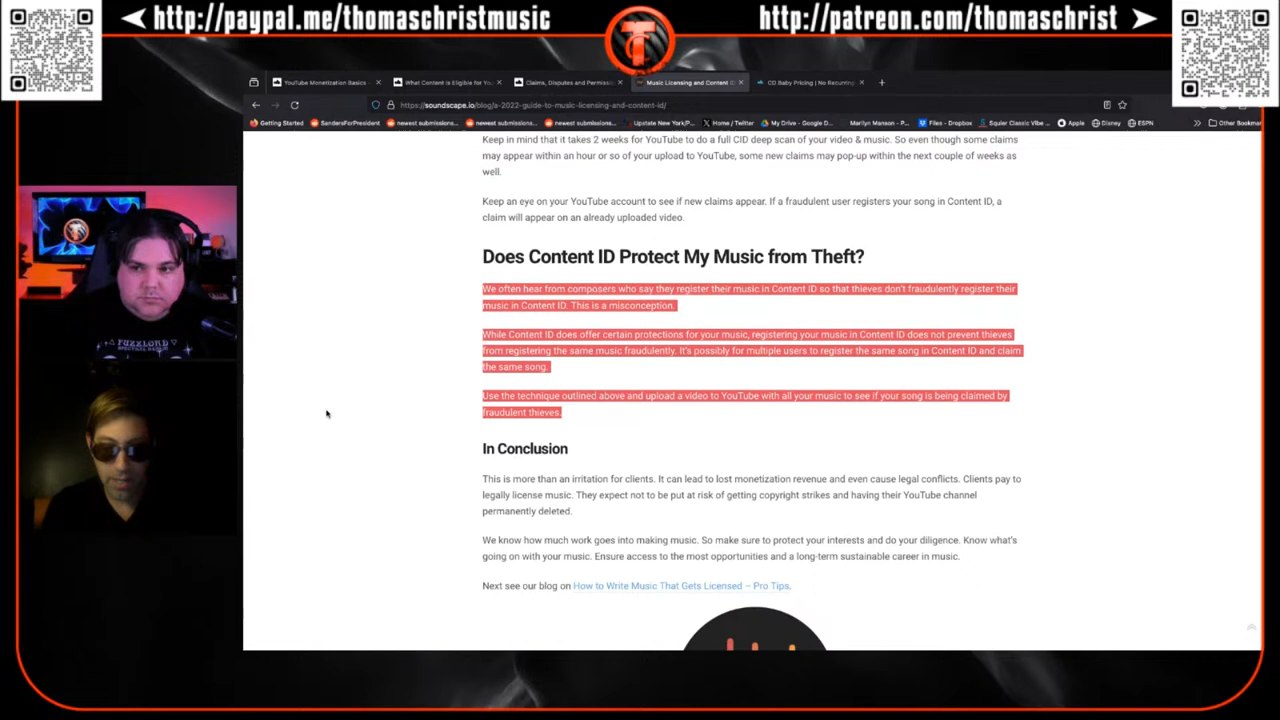 http://paypal.me/thomaschristmusic
http://patreon.com/thomaschrist
YouTube Monetization Basics
What Content is Eligible for You
Claims, Disputes and Permissi
Music Licensing and Content ID
CD Baby Pricing | No Recurring
https://soundscape.io/blog/a-2022-guide-to-music-licensing-and-content-id/
Getting Started
SandersForPresident
newest submissions...
newest submissions...
newest submissions...
Upstate New York/P...
Home / Twitter
My Drive - Google D...
Marilyn Manson - P...
Files - Dropbox
Squier Classic Vibe ...
Apple
Disney
ESPN
Other Bookmar
Keep in mind that it takes 2 weeks for YouTube to do a full CID deep scan of your video & music. So even though some claims
may appear within an hour or so of your upload to YouTube, some new claims may pop-up within the next couple of weeks as
well.
Keep an eye on your YouTube account to see if new claims appear. If a fraudulent user registers your song in Content ID, a
claim will appear on an already uploaded video.
Does Content ID Protect My Music from Theft?
We often hear from composers who say they register their music in Content ID so that thieves don't fraudulently register their
music in Content ID. This is a misconception.
While Content ID does offer certain protections for your music, registering your music in Content ID does not prevent thieves
from registering the same music fraudulently. It's possibly for multiple users to register the same song in Content ID and claim
the same song.
Use the technique outlined above and upload a video to YouTube with all your music to see if your song is being claimed by
fraudulent thieves.
In Conclusion
This is more than an irritation for clients. It can lead to lost monetization revenue and even cause legal conflicts. Clients pay to
legally license music. They expect not to be put at risk of getting copyright strikes and having their YouTube channel
permanently deleted.
We know how much work goes into making music. So make sure to protect your interests and do your diligence. Know what's
going on with your music. Ensure access to the most opportunities and a long-term sustainable career in music.
Next see our blog on How to Write Music That Gets Licensed – Pro Tips.
PUZZLORD